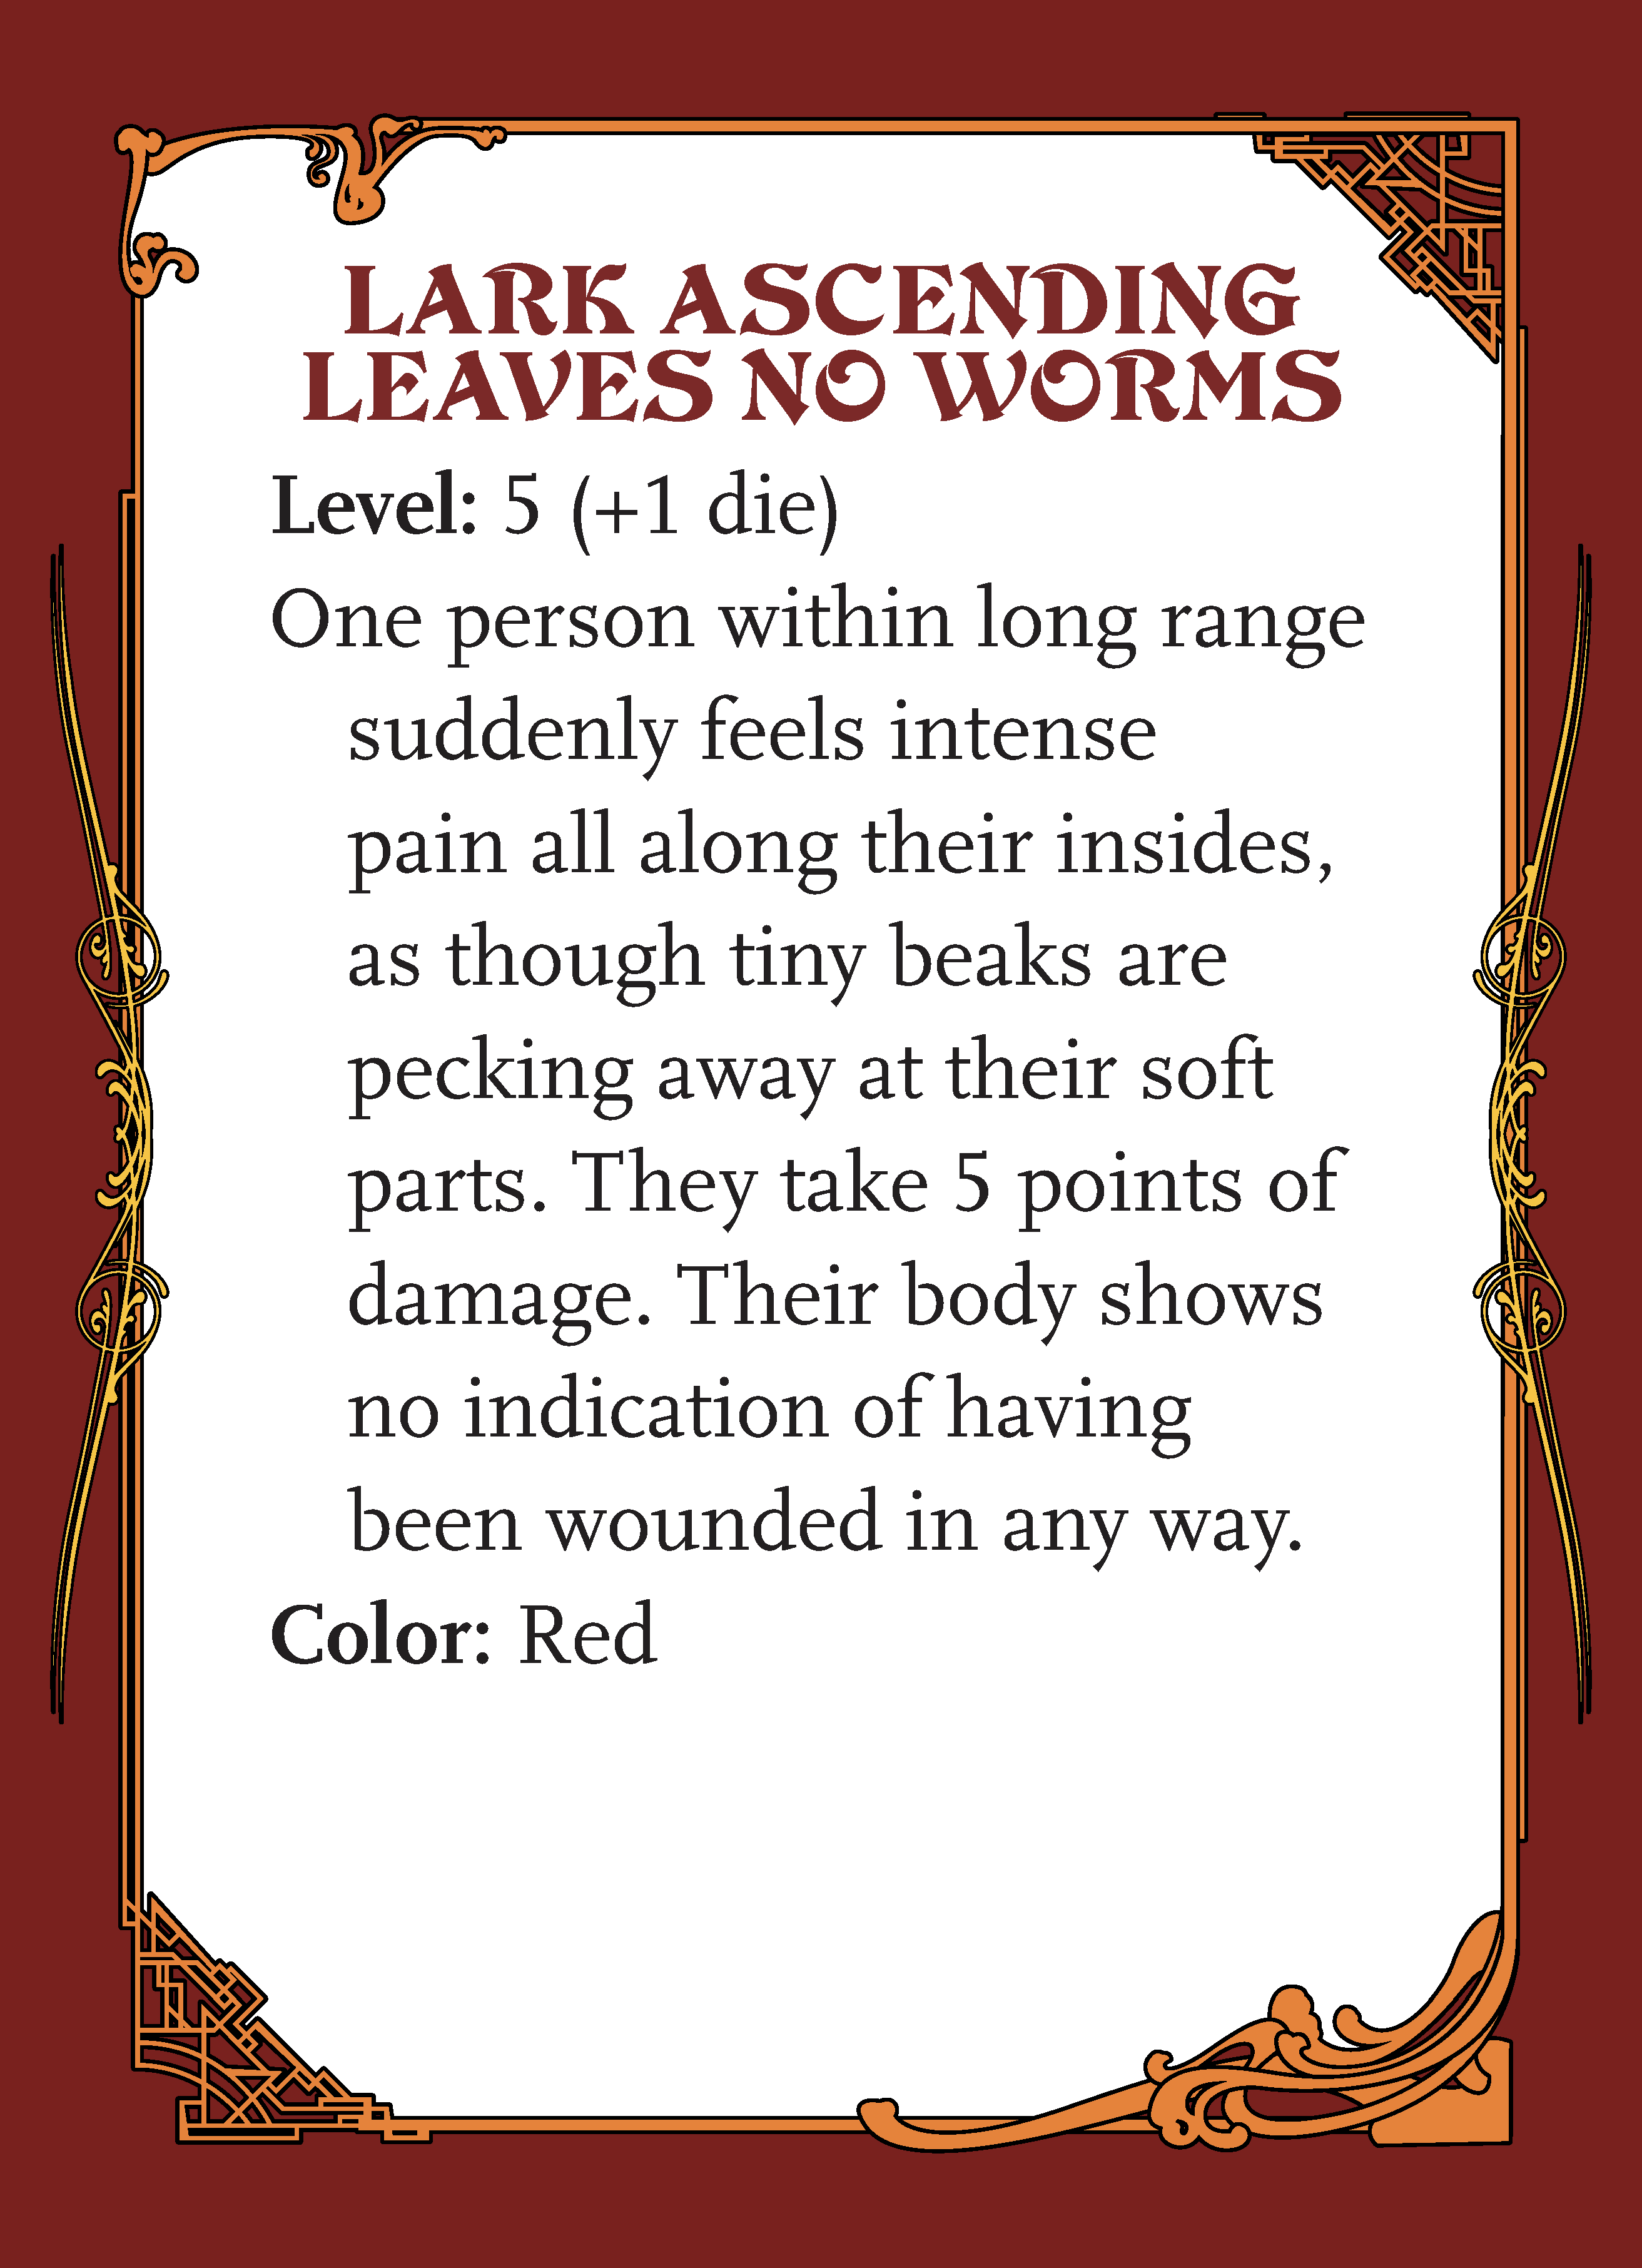 LARK ASCENDING
LEAVES NO WORMS
Level: 5 (+1 die)
One person within long range
suddenly feels intense
pain all along their insides,
as though tiny beaks are
pecking away at their soft
parts. They take 5 points of
damage. Their body shows
no indication of having
been wounded in any way.
Color: Red